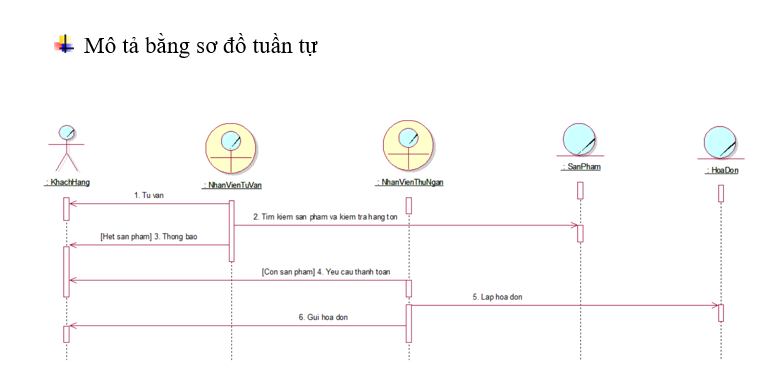 Mô tả bằng sơ đồ tuần tự
: KhachHang
: NhanVienTuVan
: NhanVienThuNgan
: SanPham
: HoaDon
1. Tu van
2. Tim kiem san pham va kiem tra hang ton
[Het san pham] 3. Thong bao
[Con san pham] 4. Yeu cau thanh toan
5. Lap hoa don
6. Gui hoa don